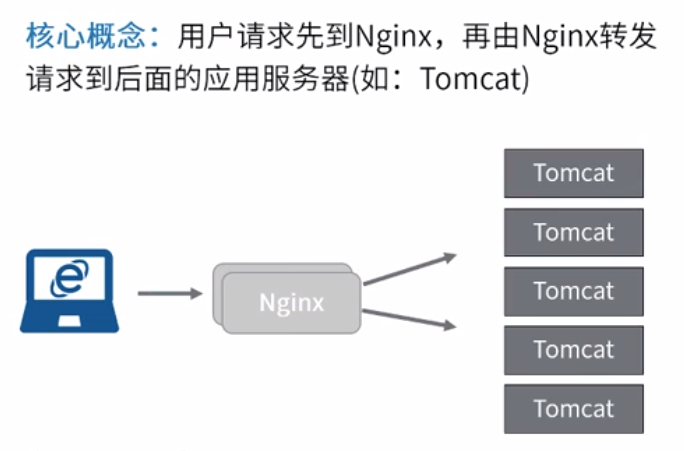 核心概念：用户请求先到Nginx，再由Nginx转发
请求到后面的应用服务器(如：Tomcat)
Tomcat
Tomcat
Nginx
Tomcat
Tomcat
Tomcat